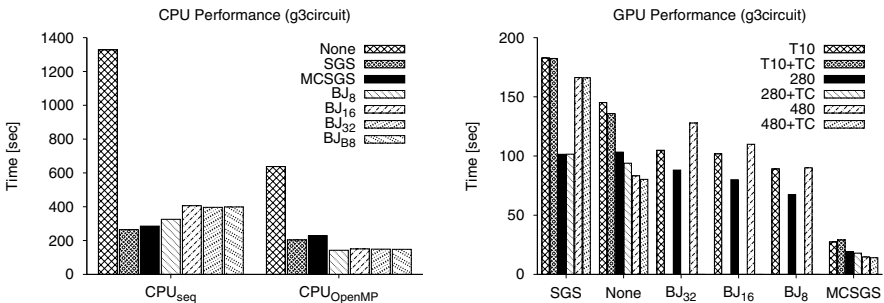 CPU Performance (g3circuit)
Time [sec]
1400
1200
1000
800
600
400
200
0
None
SGS
MCSGS
BJ8
BJ16
BJ32
BJB8
CPUseq
CPUOpenMP
GPU Performance (g3circuit)
Time [sec]
200
150
100
50
0
T10
T10+TC
280
280+TC
480
480+TC
SGS
None
BJ32
BJ16
BJ8
MCSGS